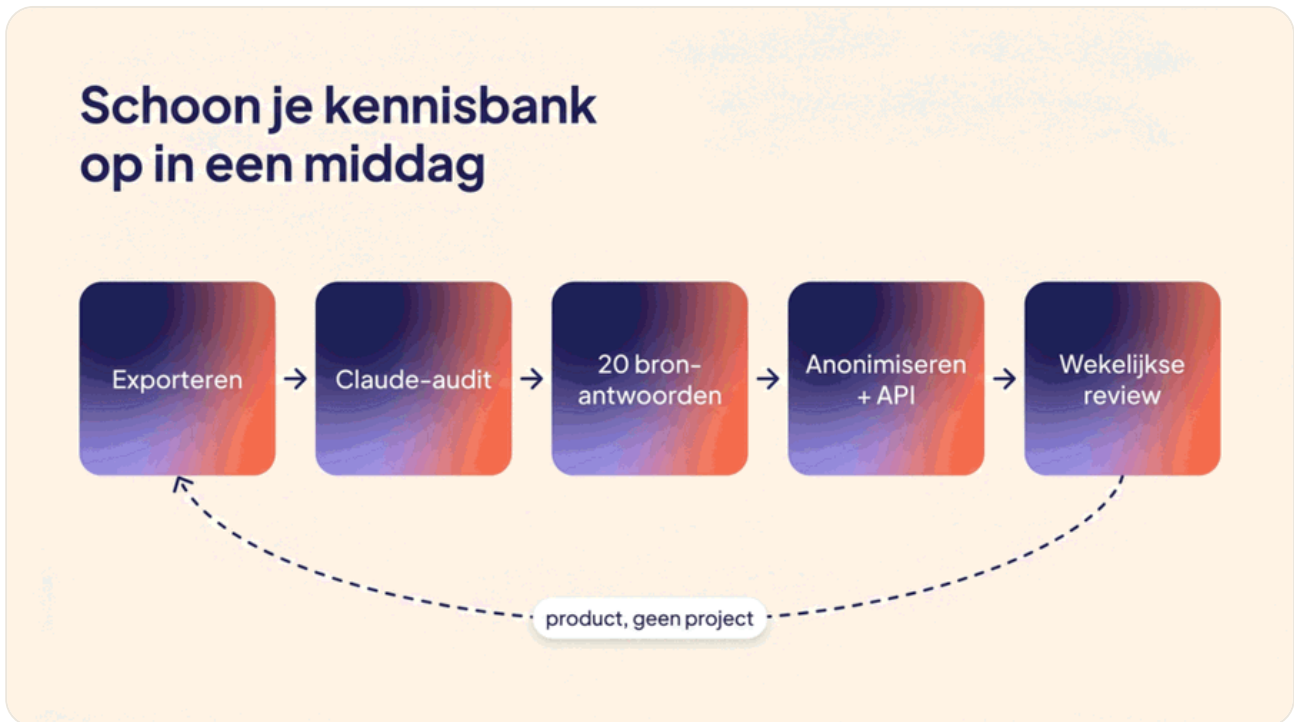 Schoon je kennisbank
op in een middag
Exporteren
Claude-audit
20 bron-
antwoorden
Anonimiseren
+ API
Wekelijkse
review
product, geen project